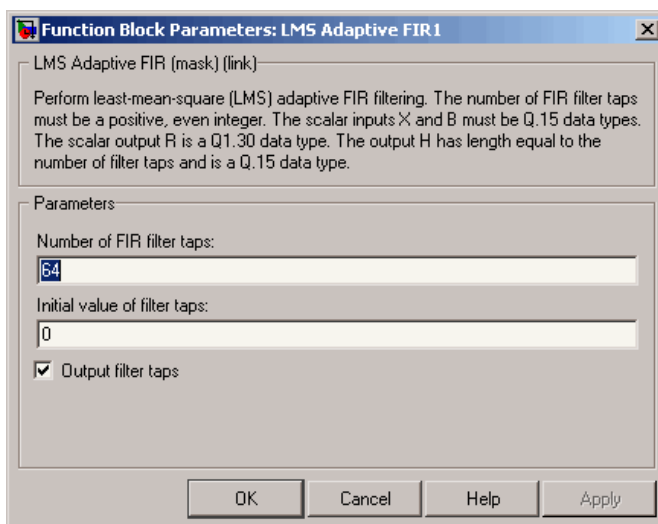 Function Block Parameters: LMS Adaptive FIR1
LMS Adaptive FIR (mask) (link)
Perform least-mean-square (LMS) adaptive FIR filtering. The number of FIR filter taps
must be a positive, even integer. The scalar inputs X and B must be Q.15 data types.
The scalar output R is a Q1.30 data type. The output H has length equal to the
number of filter taps and is a Q.15 data type.
Parameters
Number of FIR filter taps:
64
Initial value of filter taps:
0
Output filter taps
OK Cancel Help Apply